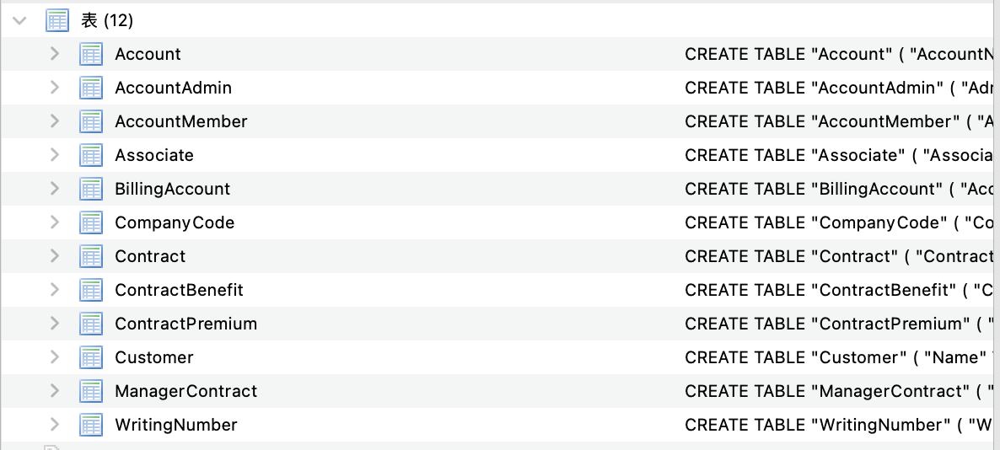 表 (12)
Account CREATE TABLE "Account" ( "AccountN
AccountAdmin CREATE TABLE "AccountAdmin" ( "Adr
AccountMember CREATE TABLE "AccountMember" ( "A
Associate CREATE TABLE "Associate" ( "Associa
BillingAccount CREATE TABLE "BillingAccount" ( "Acc
CompanyCode CREATE TABLE "CompanyCode" ( "Co
Contract CREATE TABLE "Contract" ( "Contract
ContractBenefit CREATE TABLE "ContractBenefit" ( "C
ContractPremium CREATE TABLE "ContractPremium" ( "
Customer CREATE TABLE "Customer" ( "Name"
ManagerContract CREATE TABLE "ManagerContract" ( "
WritingNumber CREATE TABLE "WritingNumber" ( "W